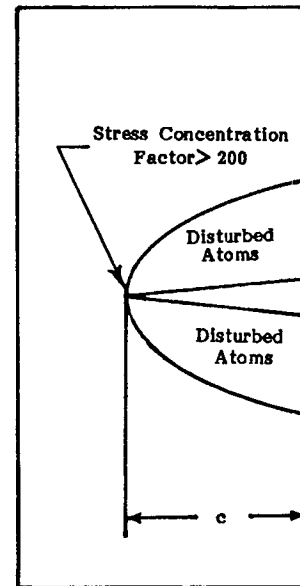 Stress Concentration
Factor> 200
Disturbed
Atoms
Disturbed
Atoms
c